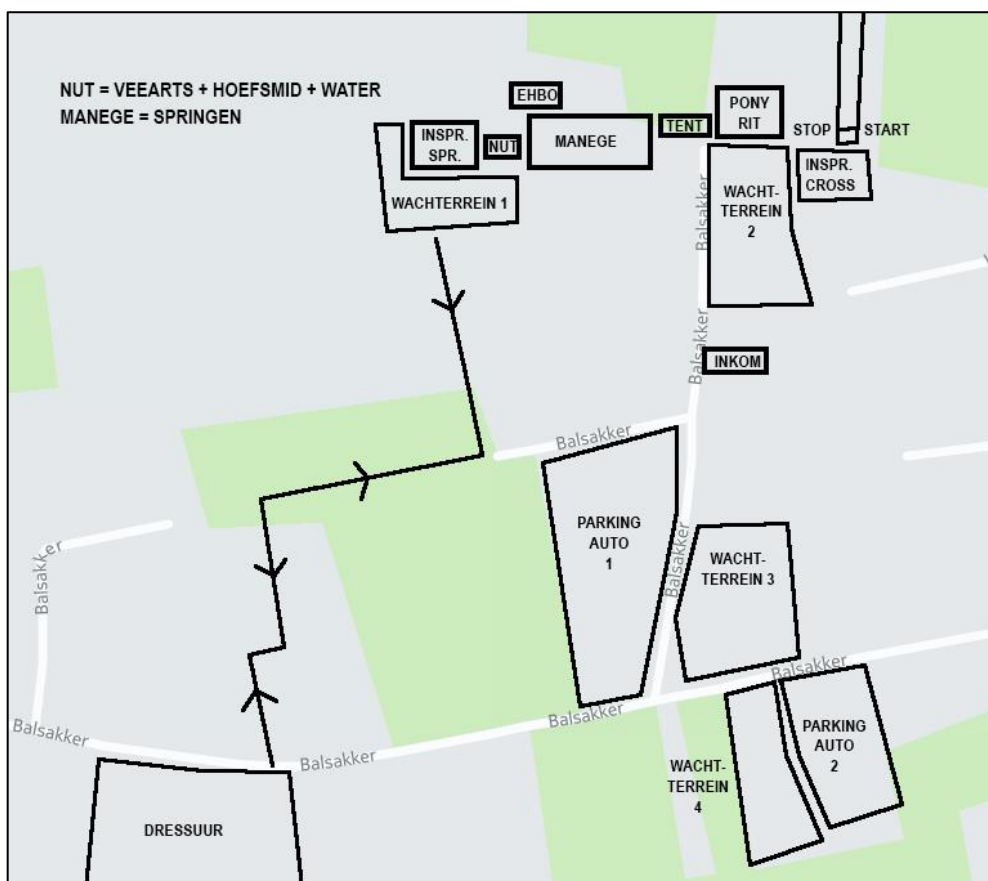 NUT = VEEARTS + HOEFSMID + WATER
MANEGE = SPRINGEN
EHBO
INSPR.
SPR.
NUT
MANEGE
TENT
PONY
RIT
STOP
START
INSPR.
CROSS
WACHTERREIN 1
WACHT-
TERREIN
2
Balsakker
Balsakker
INKOM
Balsakker
PARKING
AUTO
1
Balsakker
WACHT-
TERREIN 3
Balsakker
Balsakker
Balsakker
Balsakker
Balsakker
PARKING
AUTO
2
WACHT-
TERREIN
4
DRESSUUR